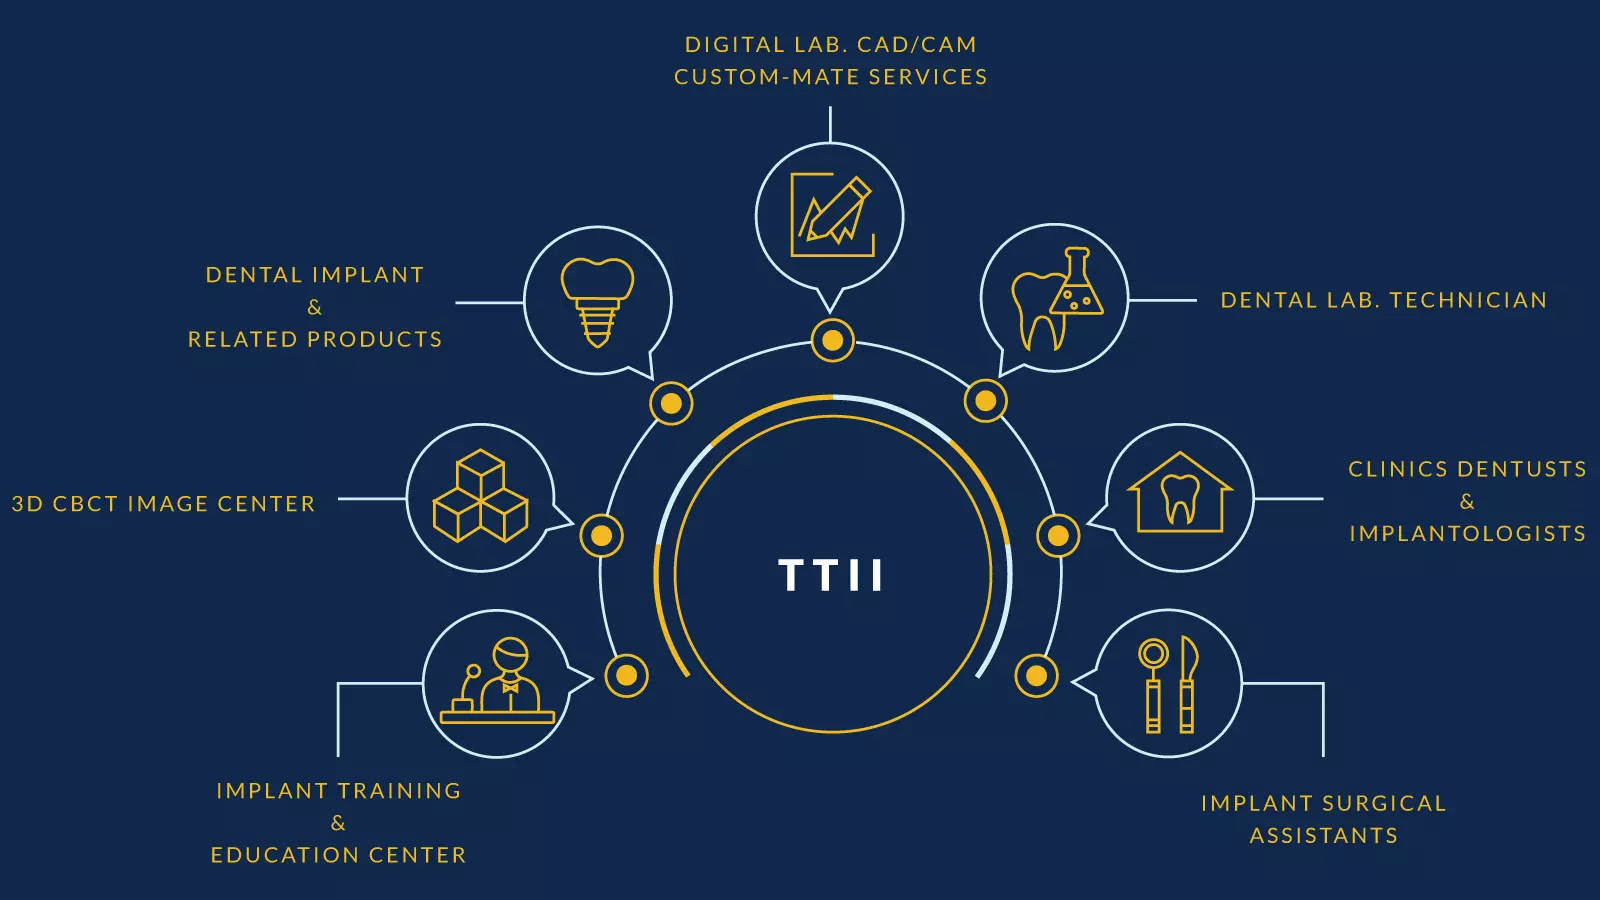 DIGITAL LAB. CAD/CAM
CUSTOM-MATE SERVICES
DENTAL IMPLANT
&
RELATED PRODUCTS
DENTAL LAB. TECHNICIAN
3D CBCT IMAGE CENTER
CLINICS DENTUSTS
&
IMPLANTOLOGISTS
TTII
IMPLANT TRAINING
&
EDUCATION CENTER
IMPLANT SURGICAL
ASSISTANTS